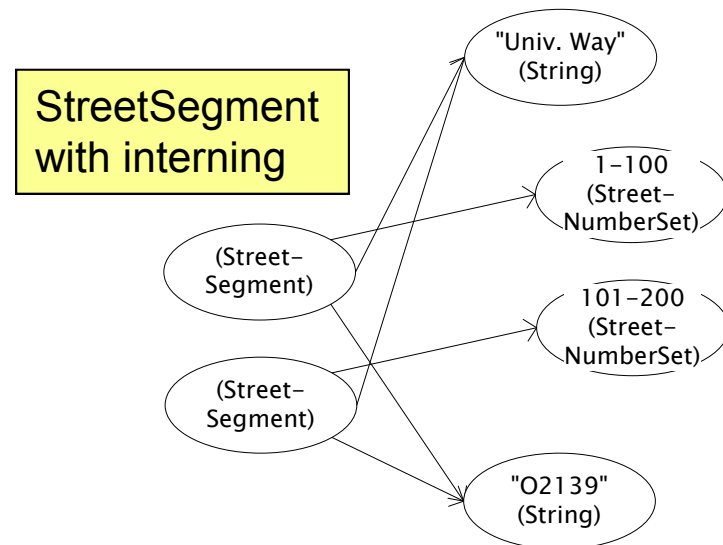 StreetSegment
with interning
"Univ. Way"
(String)
1-100
(Street-
NumberSet)
(Street-
Segment)
101-200
(Street-
NumberSet)
(Street-
Segment)
"O2139"
(String)